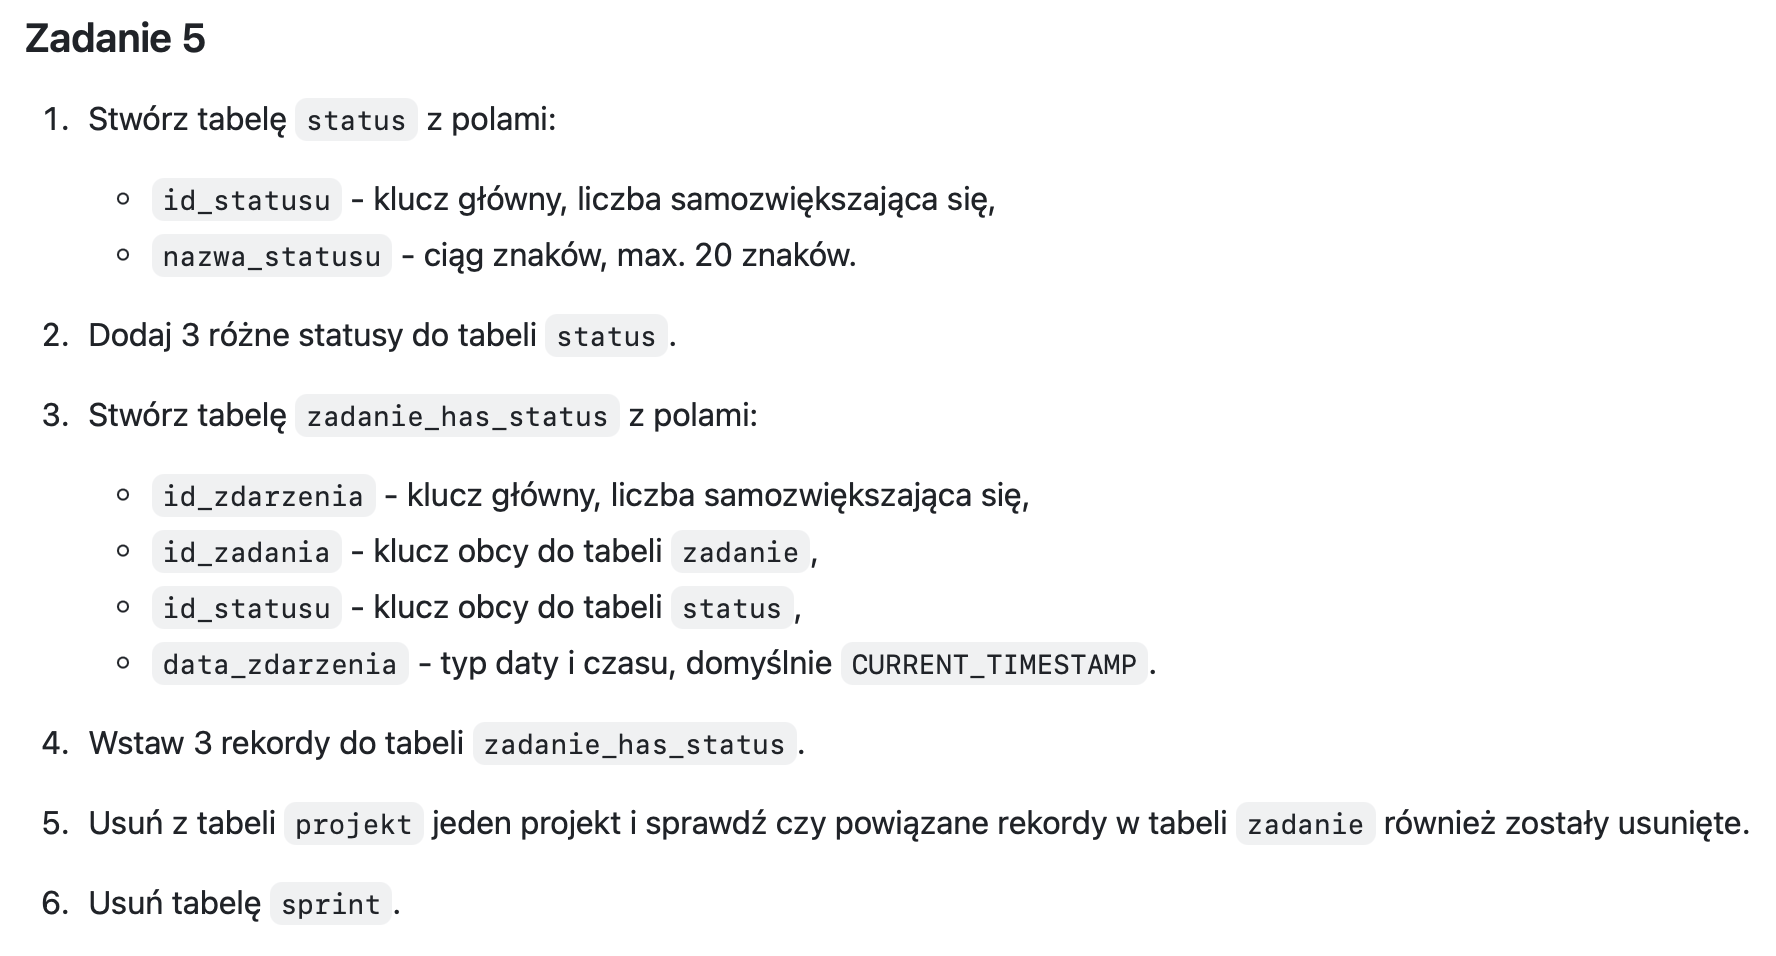 Zadanie 5
1. Stwórz tabelę status z polami:
id_statusu - klucz główny, liczba samozwiększająca się,
nazwa_statusu - ciąg znaków, max. 20 znaków.
2. Dodaj 3 różne statusy do tabeli status.
3. Stwórz tabelę zadanie_has_status z polami:
id_zdarzenia - klucz główny, liczba samozwiększająca się,
id_zadania - klucz obcy do tabeli zadanie,
id_statusu - klucz obcy do tabeli status,
data_zdarzenia - typ daty i czasu, domyślnie CURRENT_TIMESTAMP.
4. Wstaw 3 rekordy do tabeli zadanie_has_status.
5. Usuń z tabeli projekt jeden projekt i sprawdź czy powiązane rekordy w tabeli zadanie również zostały usunięte.
6. Usuń tabelę sprint.